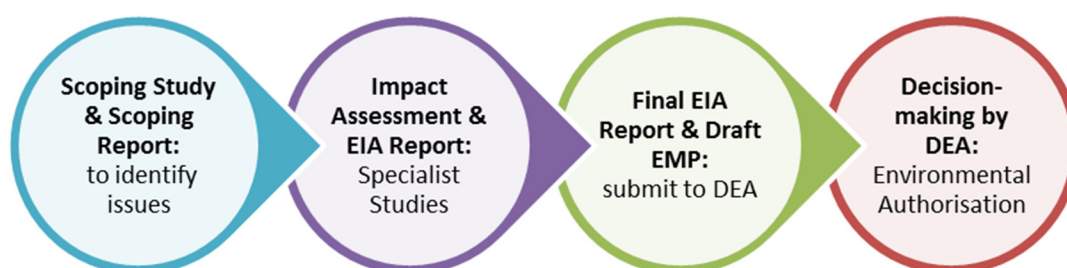 Scoping Study
& Scoping
Report:
to identify
issues
Impact
Assessment &
EIA Report:
Specialist
Studies
Final EIA
Report & Draft
EMP:
submit to DEA
Decision-
making by
DEA:
Environmental
Authorisation